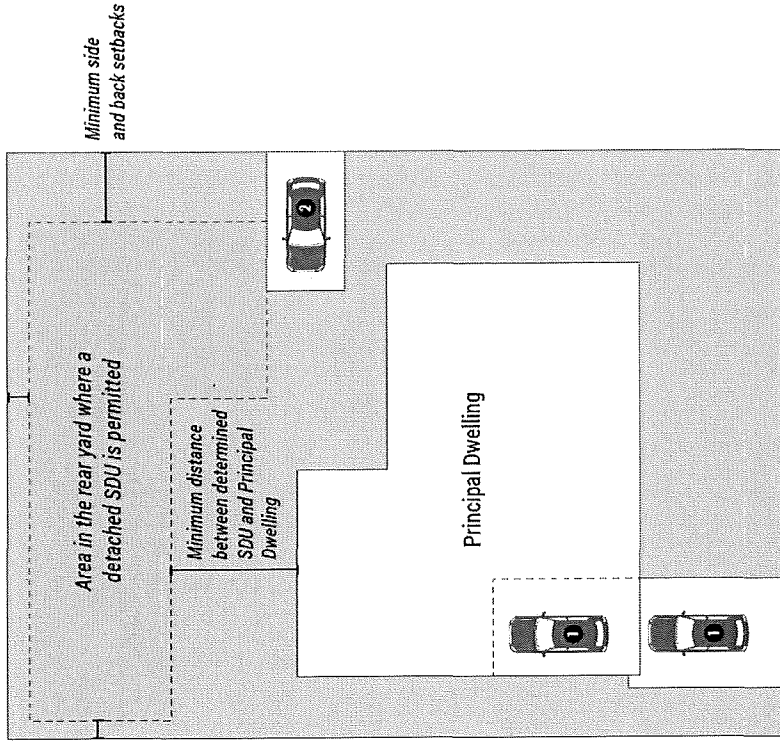 Minimum side
and back setbacks
Area in the rear yard where a
detached SDU is permitted
2
Minimum distance
between determined
SDU and Principal
Dwelling
Principal Dwelling
1
1